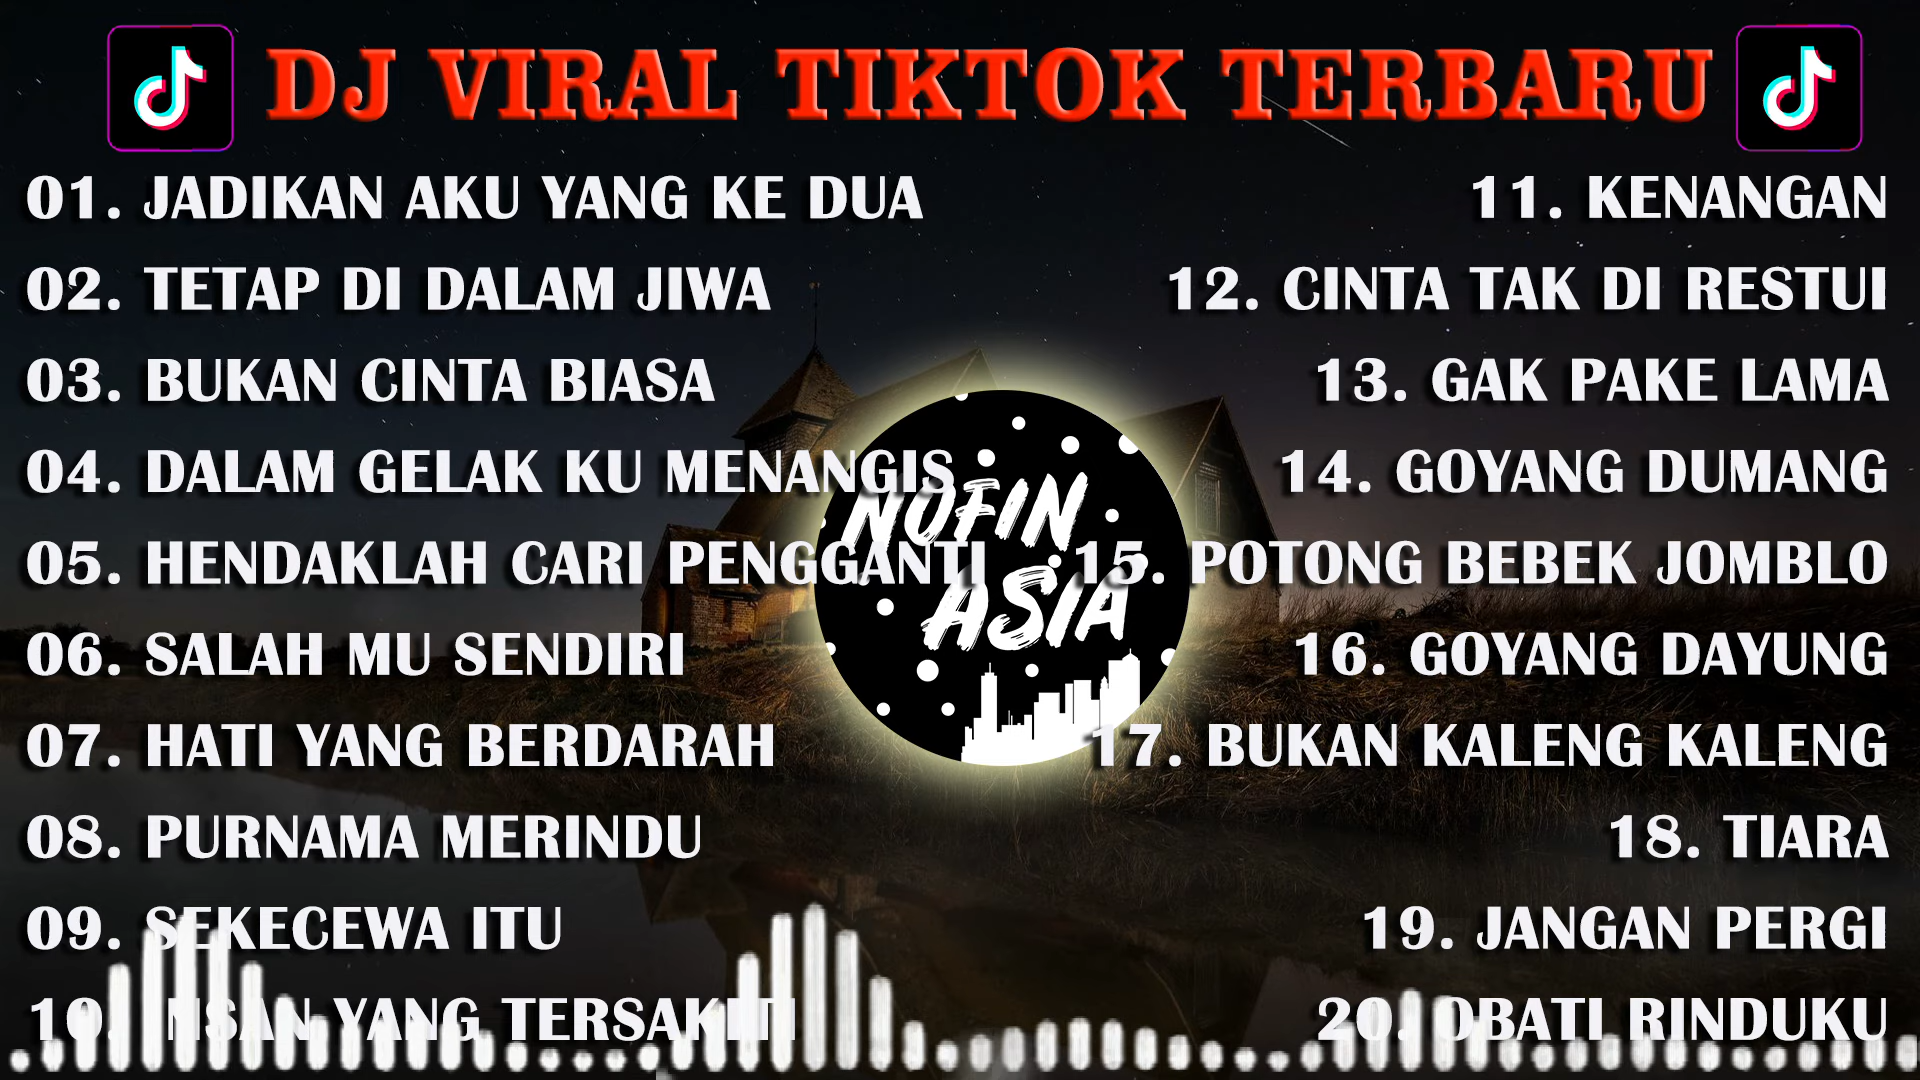 DJ VIRAL TIKTOK TERBARU
01. JADIKAN AKU YANG KE DUA
02. TETAP DI DALAM JIWA
03. BUKAN CINTA BIASA
04. DALAM GELAK KU MENANGIS
05. HENDAKLAH CARI PENGGANTI
06. SALAH MU SENDIRI
07. HATI YANG BERDARAH
08. PURNAMA MERINDU
09. SEKECEWA ITU
10. INSAN YANG TERSAKITI
NOFIN
ASIA
11. KENANGAN
12. CINTA TAK DI RESTUI
13. GAK PAKE LAMA
14. GOYANG DUMANG
15. POTONG BEBEK JOMBLO
16. GOYANG DAYUNG
17. BUKAN KALENG KALENG
18. TIARA
19. JANGAN PERGI
20. OBATI RINDUKU